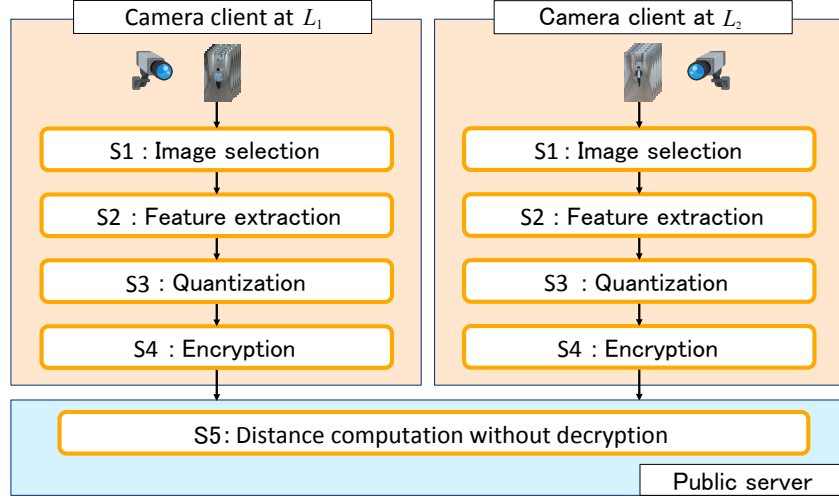 Camera client at L₁
Camera client at L₂
S1 : Image selection
S2 : Feature extraction
S3 : Quantization
S4 : Encryption
S1 : Image selection
S2 : Feature extraction
S3 : Quantization
S4 : Encryption
S5: Distance computation without decryption
Public server